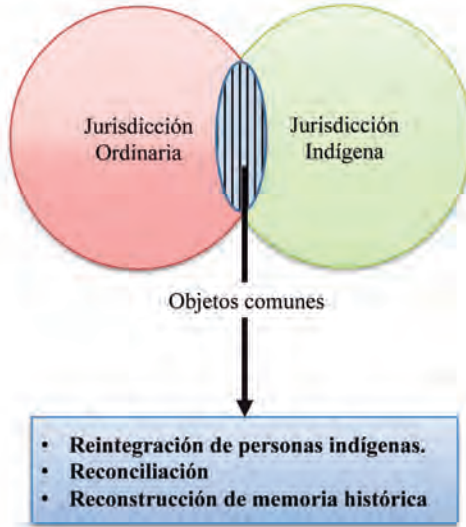 Jurisdicción
Ordinaria
Jurisdicción
Indígena
Objetos comunes
• Reintegración de personas indígenas.
• Reconciliación
• Reconstrucción de memoria histórica